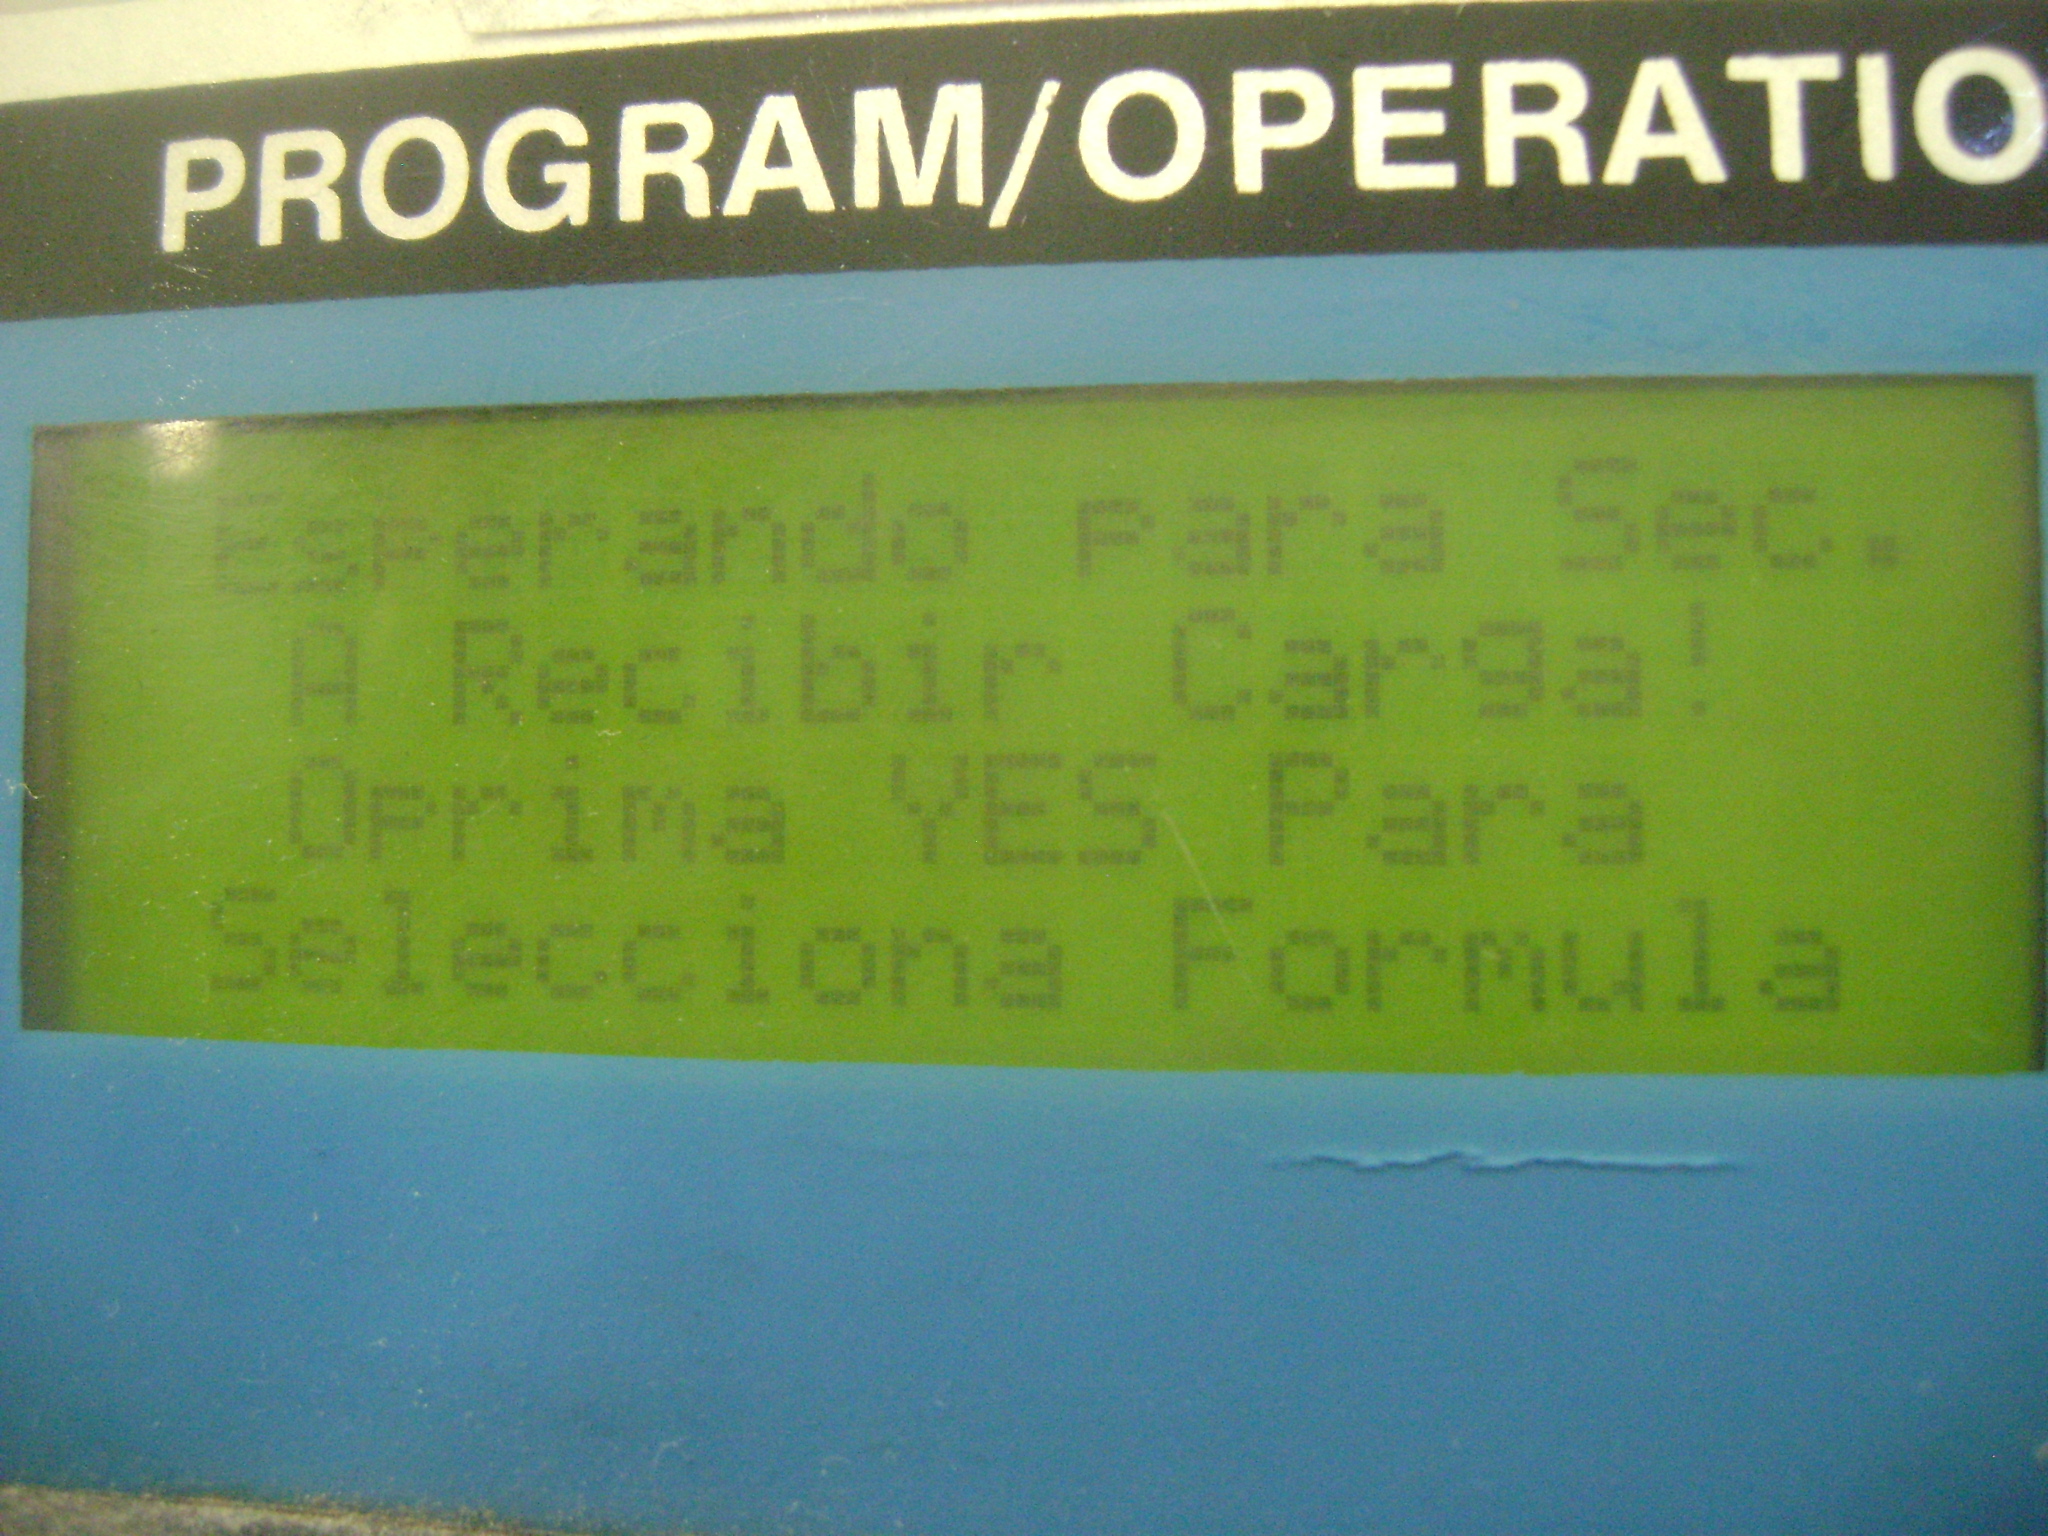 PROGRAM/OPERATIO
Esperando para Sec.
A Recibir Carga!
Oprima YES Para
Selecciona Formula